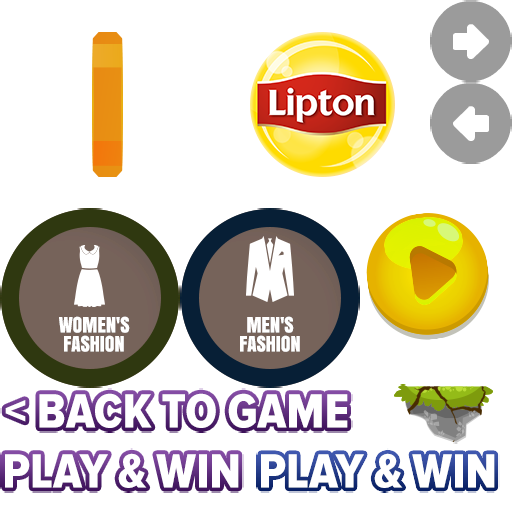 Lipton
WOMEN'S
FASHION
MEN'S
FASHION
< BACK TO GAME
PLAY & WIN
PLAY & WIN